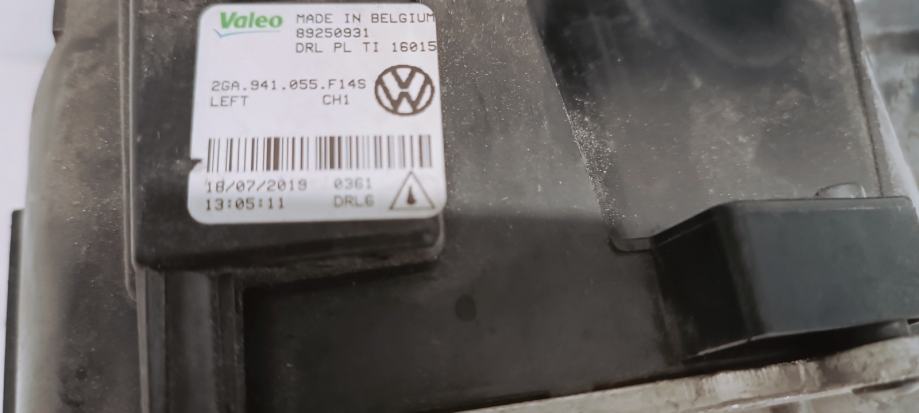 Valeo MADE IN BELGIUM
89250931
DRL PL TI 16015
2GA.941.055.F14S
LEFT CH1
18/07/2019 0361
13:05:11 DRL6